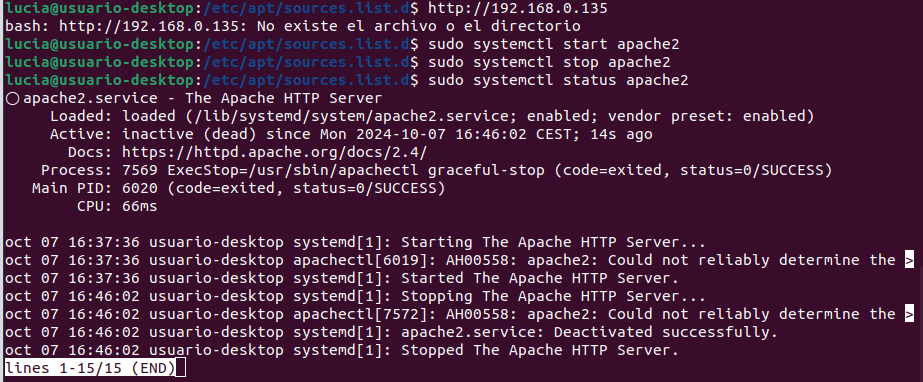 lucia@usuario-desktop:/etc/apt/sources.list.d$ http://192.168.0.135
bash: http://192.168.0.135: No existe el archivo o el directorio
lucia@usuario-desktop:/etc/apt/sources.list.d$ sudo systemctl start apache2
lucia@usuario-desktop:/etc/apt/sources.list.d$ sudo systemctl stop apache2
lucia@usuario-desktop:/etc/apt/sources.list.d$ sudo systemctl status apache2
○ apache2.service - The Apache HTTP Server
     Loaded: loaded (/lib/systemd/system/apache2.service; enabled; vendor preset: enabled)
     Active: inactive (dead) since Mon 2024-10-07 16:46:02 CEST; 14s ago
       Docs: https://httpd.apache.org/docs/2.4/
    Process: 7569 ExecStop=/usr/sbin/apachectl graceful-stop (code=exited, status=0/SUCCESS)
   Main PID: 6020 (code=exited, status=0/SUCCESS)
        CPU: 66ms

oct 07 16:37:36 usuario-desktop systemd[1]: Starting The Apache HTTP Server...
oct 07 16:37:36 usuario-desktop apachectl[6019]: AH00558: apache2: Could not reliably determine the >
oct 07 16:37:36 usuario-desktop systemd[1]: Started The Apache HTTP Server.
oct 07 16:46:02 usuario-desktop systemd[1]: Stopping The Apache HTTP Server...
oct 07 16:46:02 usuario-desktop apachectl[7572]: AH00558: apache2: Could not reliably determine the >
oct 07 16:46:02 usuario-desktop systemd[1]: apache2.service: Deactivated successfully.
oct 07 16:46:02 usuario-desktop systemd[1]: Stopped The Apache HTTP Server.
lines 1-15/15 (END)